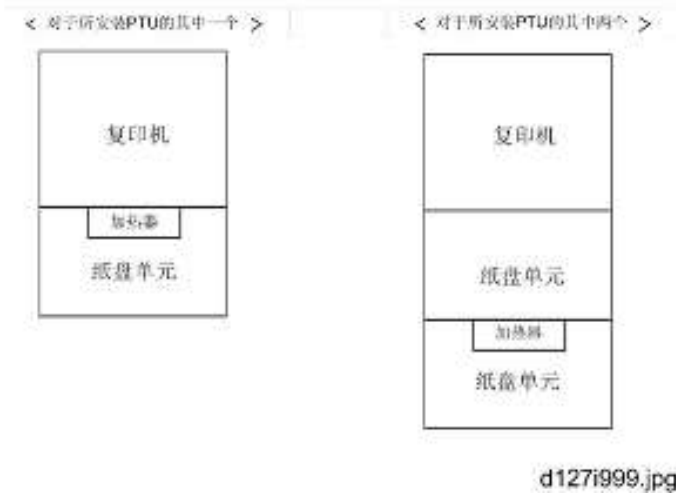 < 对于所安装PTU的其中一个 >
复印机
加热器
纸盘单元
< 对于所安装PTU的其中两个 >
复印机
纸盘单元
加热器
纸盘单元
d127i999.jpg